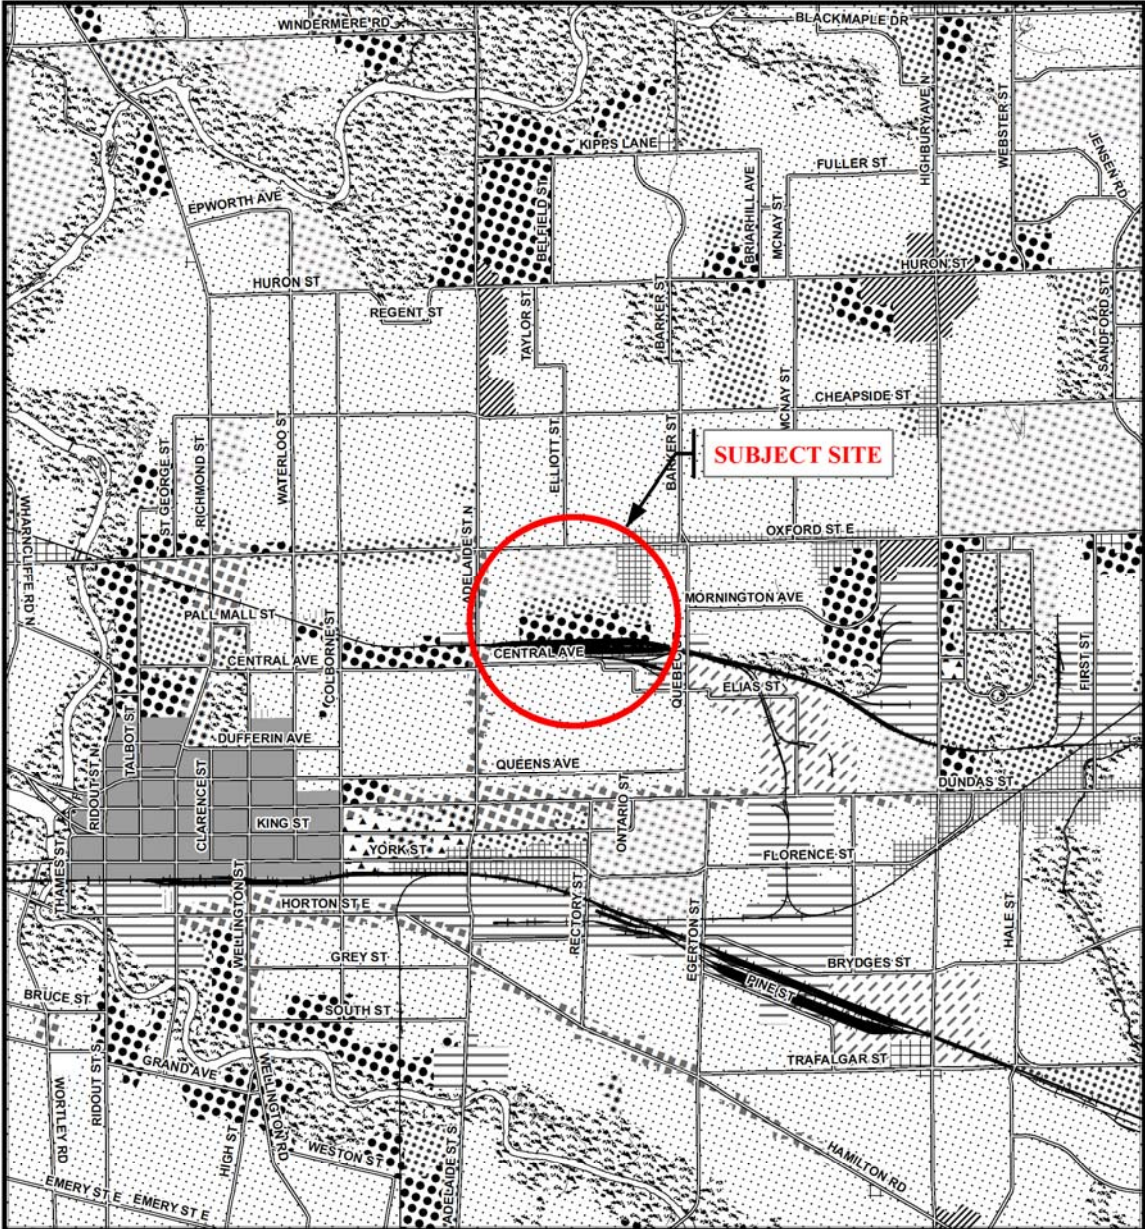 WINDERMERE RD
BLACKMAPLE DR
HIGHBURY AVE N
WEBSTER ST
JENSEN RD
KIPPS LANE
FULLER ST
EPWORTH AVE
BELFIELD ST
BRIARHILL AVE
MCNAY ST
HURON ST
HURON ST
REGENT ST
TAYLOR ST
BARKER ST
SANDFORD ST
MCNAY ST
CHEAPSIDE ST
ST GEORGE ST
RICHMOND ST
WATERLOO ST
ELLIOTT ST
BARKER ST
SUBJECT SITE
WHARNCLIFFE RD N
ADELAIDE ST N
OXFORD ST E
PALL MALL ST
MORNINGTON AVE
COLBORNE ST
CENTRAL AVE
CENTRAL AVE
QUEBEC ST
ELIAS ST
FIRST ST
TALBOT ST
DUFFERIN AVE
RIDOUT ST N
CLARENCE ST
QUEENS AVE
DUNDAS ST
KING ST
ONTARIO ST
YORK ST
FLORENCE ST
THAMES ST
WELLINGTON ST
HORTON ST E
RECTORY ST
EGERTON ST
HALE ST
GREY ST
BRYDGES ST
PINE ST
BRUCE ST
SOUTH ST
TRAFALGAR ST
GRAND AVE
RIDOUT ST S
WORTLEY RD
WELLINGTON RD
HIGH ST
WESTON ST
ADELAIDE ST S
HAMILTON RD
EMERY ST E
EMERY ST E